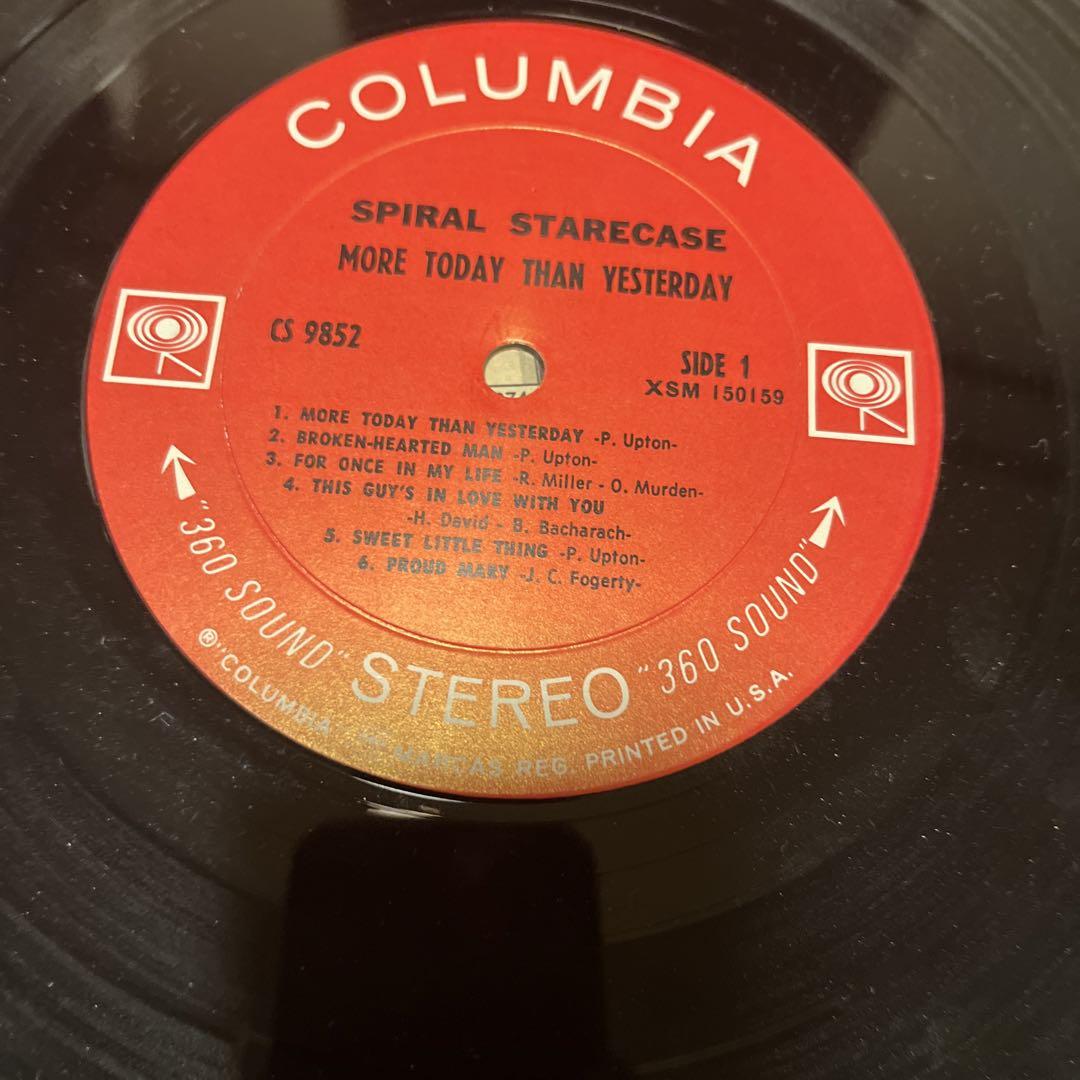 COLUMBIA
SPIRAL STARECASE
MORE TODAY THAN YESTERDAY
CS 9852
SIDE 1
XSM 150159
1. MORE TODAY THAN YESTERDAY -P. Upton-
2. BROKEN-HEARTED MAN -P. Upton-
3. FOR ONCE IN MY LIFE -R. Miller - O. Murden-
4. THIS GUY'S IN LOVE WITH YOU
-H. David - B. Bacharach-
5. SWEET LITTLE THING -P. Upton-
6. PROUD MARY -J. C. Fogerty-
"360 SOUND" STEREO "360 SOUND"
® "COLUMBIA" MARCAS REG. PRINTED IN U.S.A.